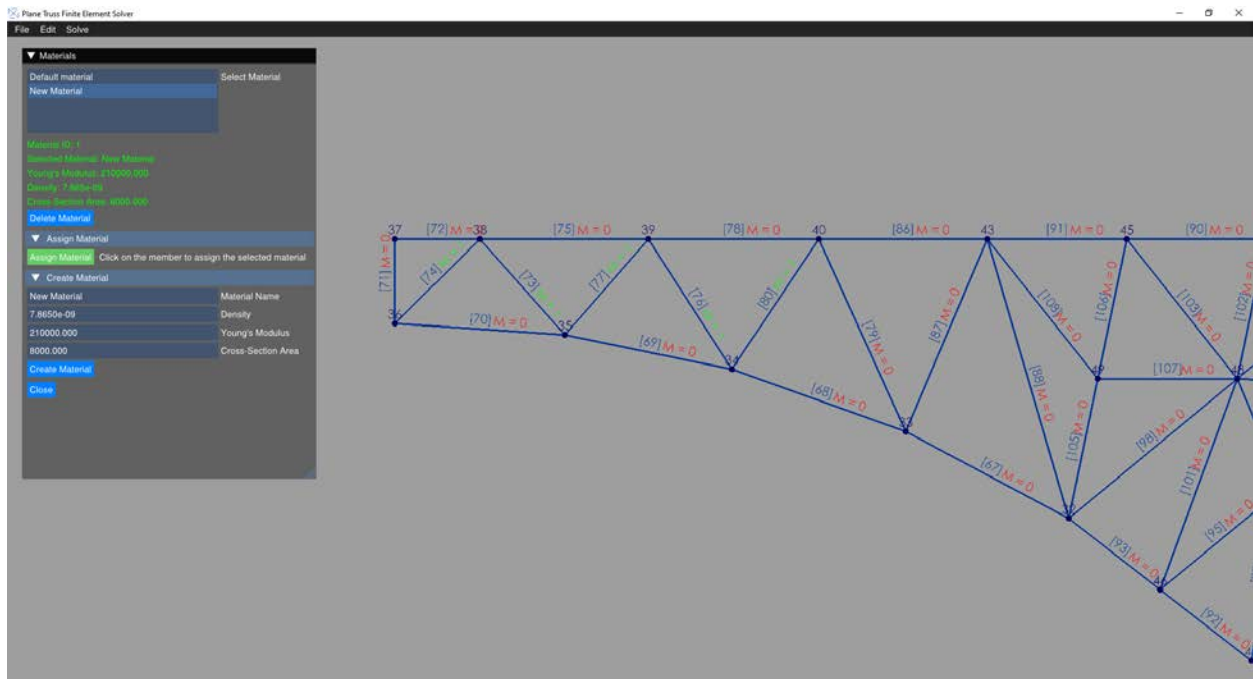 Plane Truss Finite Element Solver
File Edit Solve
Materials
Default material
Select Material
New Material
Material ID: 1
Selected Material: New Material
Young's Modulus: 210000.000
Density: 7.865e-09
Cross-Section Area: 8000.000
Delete Material
Assign Material
Assign Material Click on the member to assign the selected material
Create Material
New Material Material Name
7.8650e-09 Density
210000.000 Young's Modulus
8000.000 Cross-Section Area
Create Material
Close
37 [72] M = 0 38 [75] M = 0 39 [78] M = 0 40 [86] M = 0 43 [91] M = 0 45 [90] M = 0
[71] M = 0
[74]
[73]
[77]
[76]
[80]
[79] M = 0
[87] M = 0
[108] M = 0
[106] M = 0
[103] M = 0
[102] M = 0
36 [70] M = 0 35 [69] M = 0 34 [68] M = 0 33 [67] M = 0
[88] M = 0
49 [107] M = 0 48
[105] M = 0
[98] M = 0
[101] M = 0
[95] M = 0
[93] M = 0
[92] M = 0